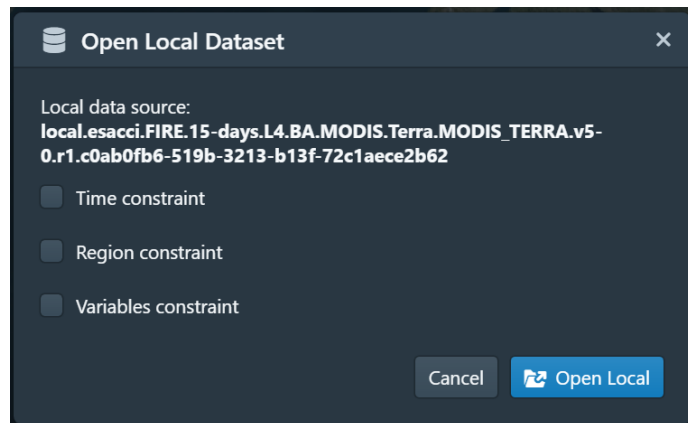 Open Local Dataset
Local data source:
local.esacci.FIRE.15-days.L4.BA.MODIS.Terra.MODIS_TERRA.v5-
0.r1.c0ab0fb6-519b-3213-b13f-72c1aece2b62
Time constraint
Region constraint
Variables constraint
Cancel
Open Local